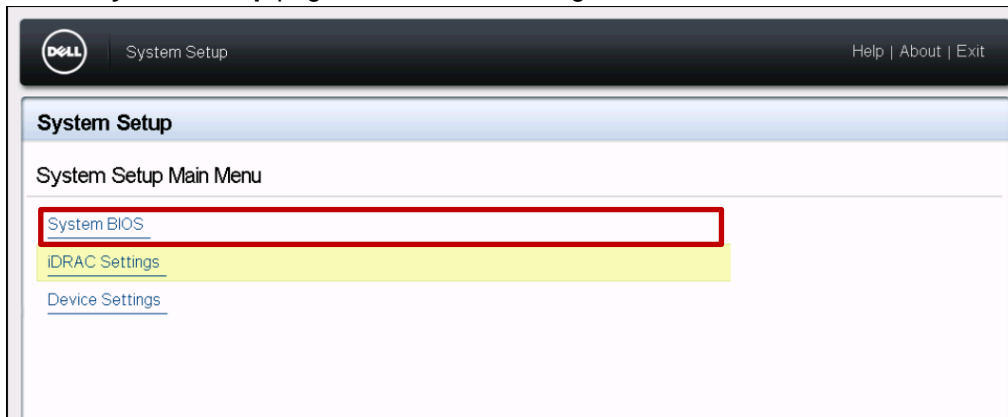 DELL
System Setup
Help | About | Exit
System Setup
System Setup Main Menu
System BIOS
iDRAC Settings
Device Settings